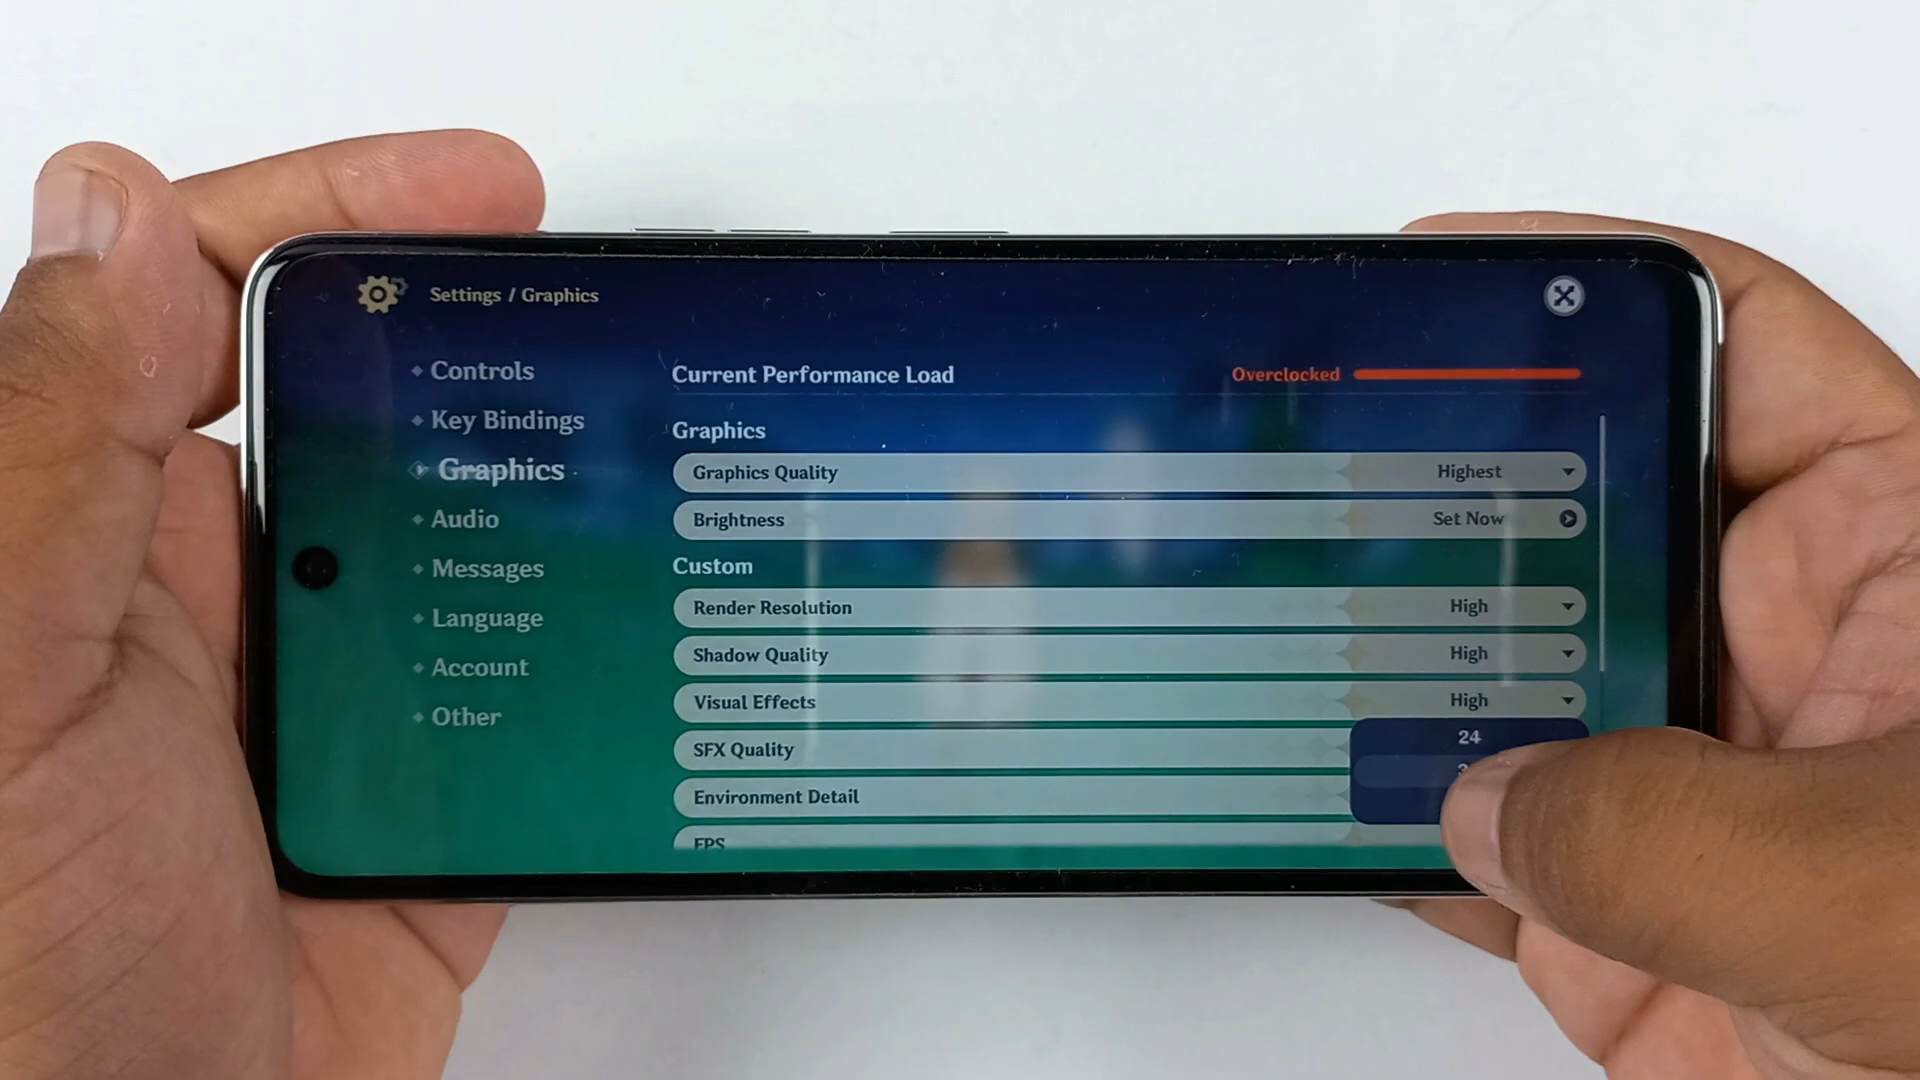 Settings / Graphics
Controls
Key Bindings
Graphics
Audio
Messages
Language
Account
Other
Current Performance Load
Overclocked
Graphics
Graphics Quality
Highest
Brightness
Set Now
Custom
Render Resolution
High
Shadow Quality
High
Visual Effects
High
SFX Quality
24
Environment Detail
FPS